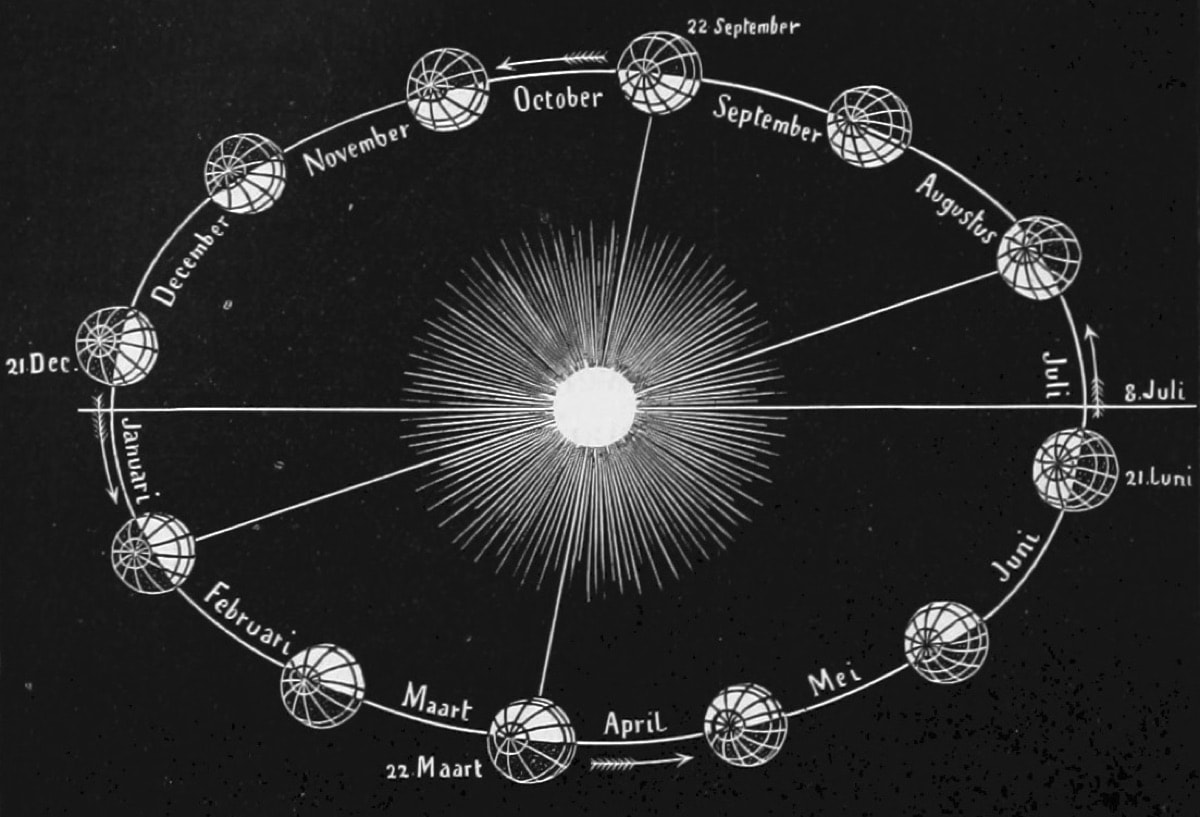 22 September
October
September
November
Augustus
December
21.Dec.
Juli
8.Juli
Januari
21.Luni
Juni
Februari
Mei
Maart
April
22 Maart